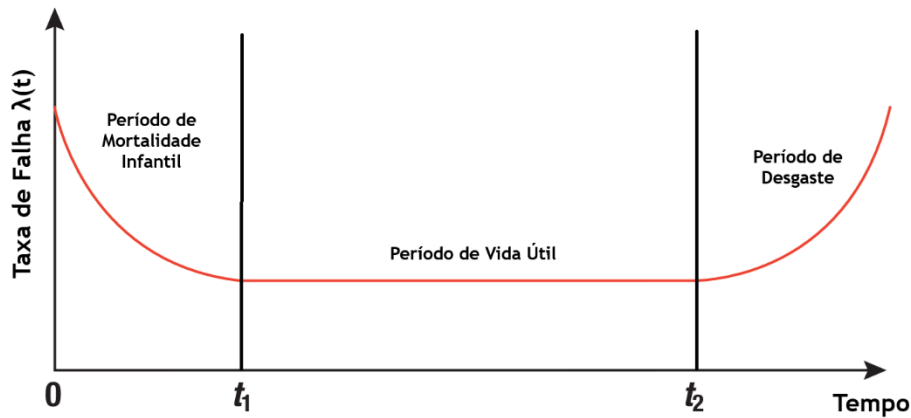 Taxa de Falha λ(t)
Período de
Mortalidade
Infantil
Período de Vida Útil
Período de
Desgaste
0
t1
t2
Tempo